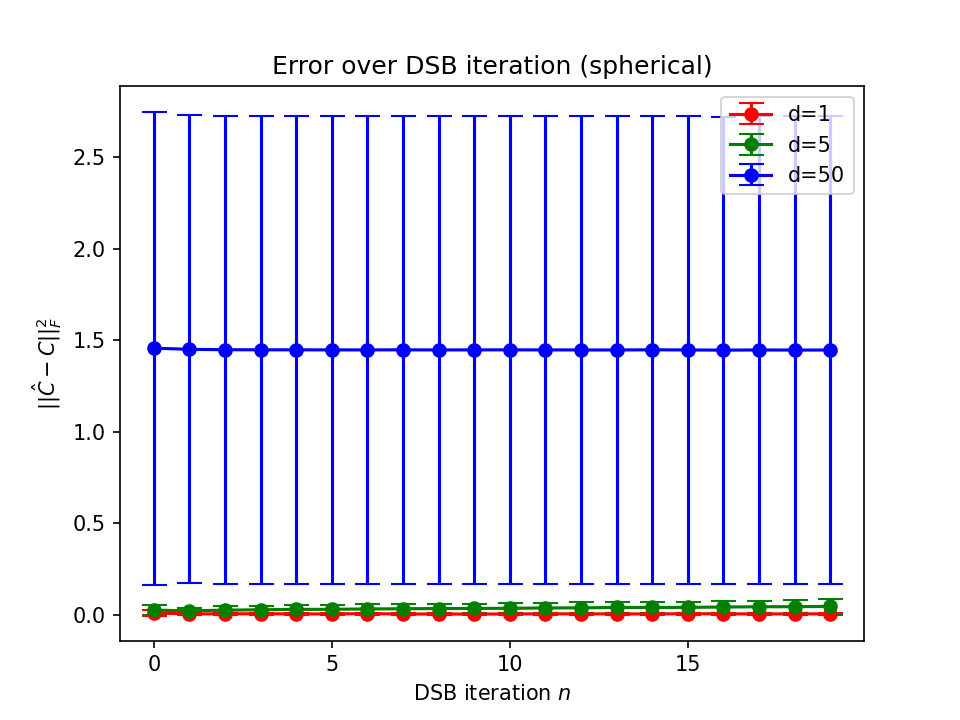 Error over DSB iteration (spherical)
d=1
d=5
d=50
2.5
2.0
1.5
1.0
0.5
0.0
||Ĉ − C||²_F
0
5
10
15
DSB iteration n